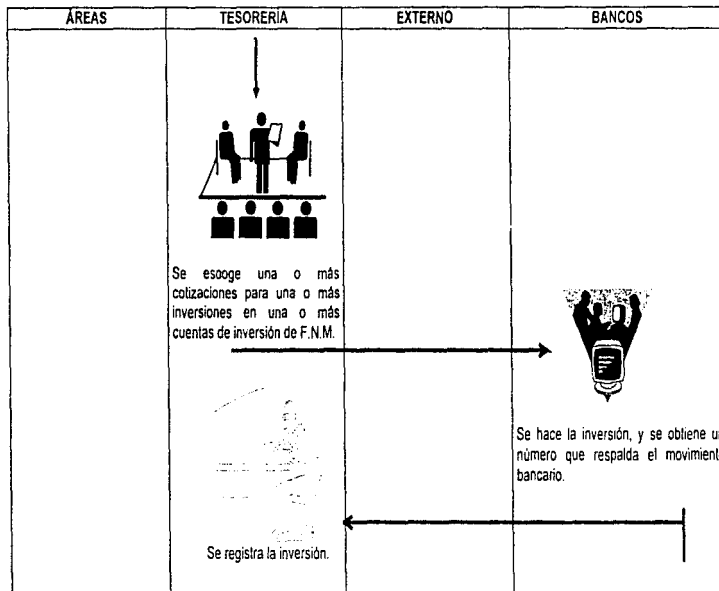 ÁREAS TESORERÍA EXTERNO BANCOS
Se escoge una o más
cotizaciones para una o más
inversiones en una o más
cuentas de inversión de F.N.M.
Se hace la inversión, y se obtiene u
número que respalda el movimient
bancario.
Se registra la inversión.